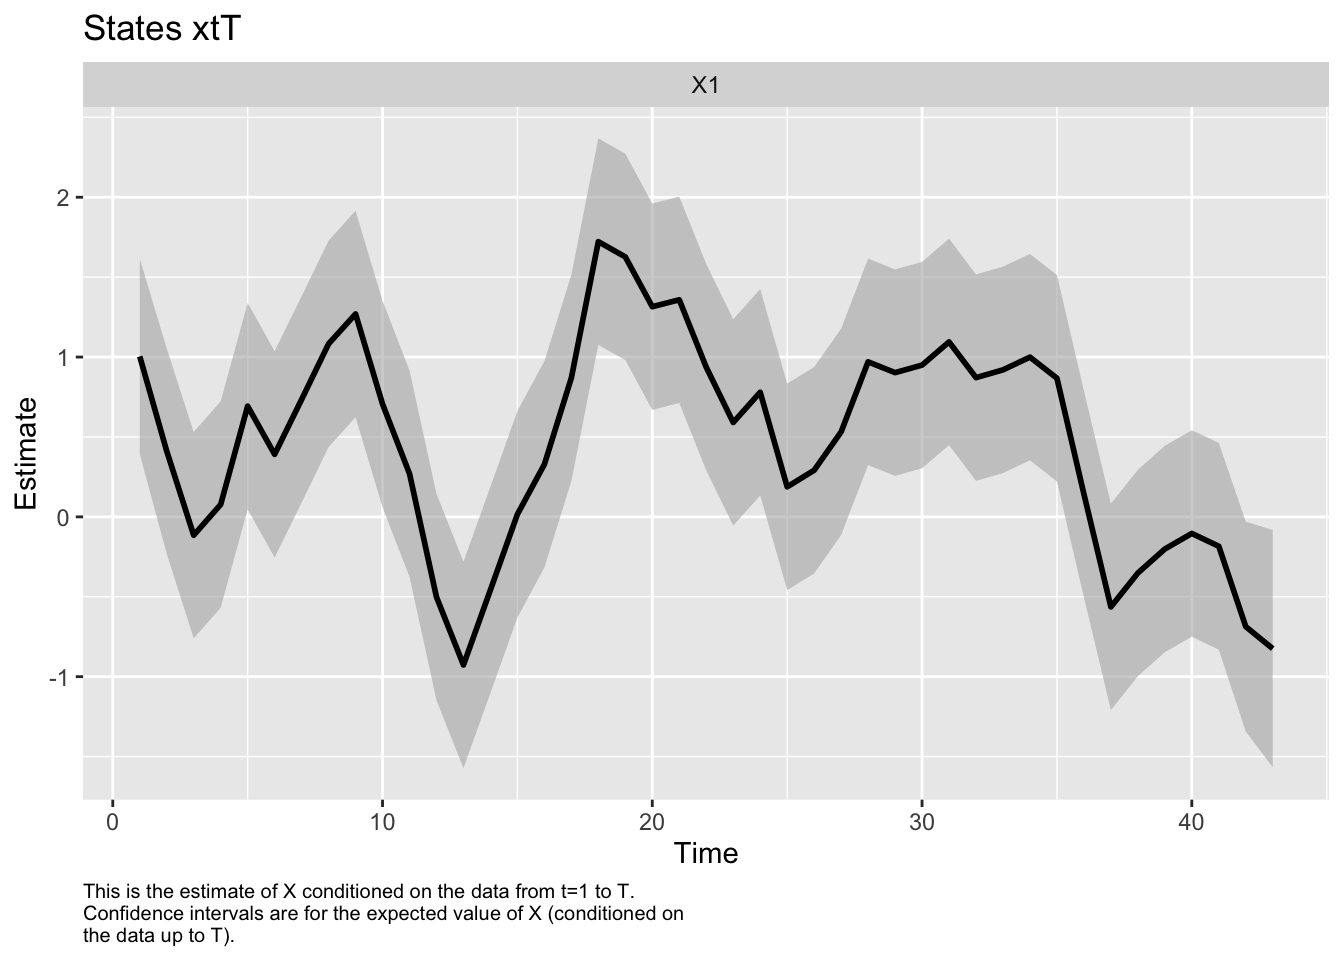 States xtT
X1
2
1
0
-1
Estimate
0 10 20 30 40
Time
This is the estimate of X conditioned on the data from t=1 to T.
Confidence intervals are for the expected value of X (conditioned on
the data up to T).